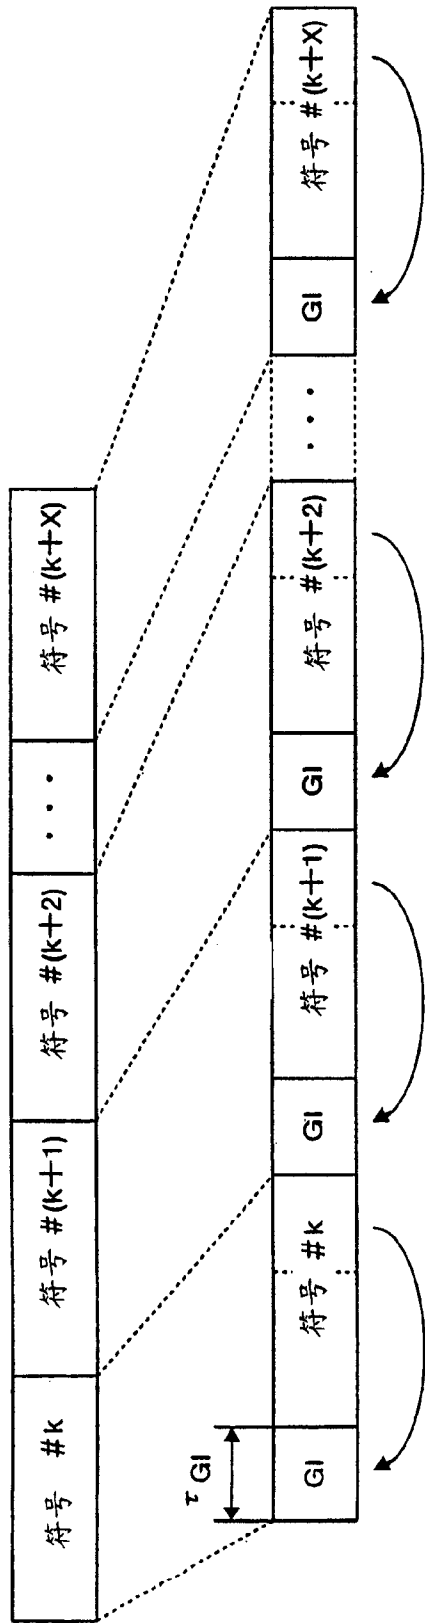 符号 #k
符号 #(k+1)
符号 #(k+2)
···
符号 #(k+X)
τ GI
GI
符号 #k
GI
符号 #(k+1)
GI
符号 #(k+2)
···
GI
符号 #(k+X)